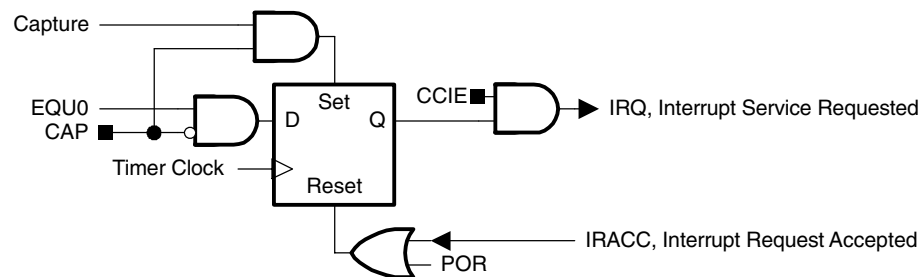 Capture
Set
CCIE
IRQ, Interrupt Service Requested
EQU0
D
Q
CAP
Timer Clock
Reset
IRACC, Interrupt Request Accepted
POR